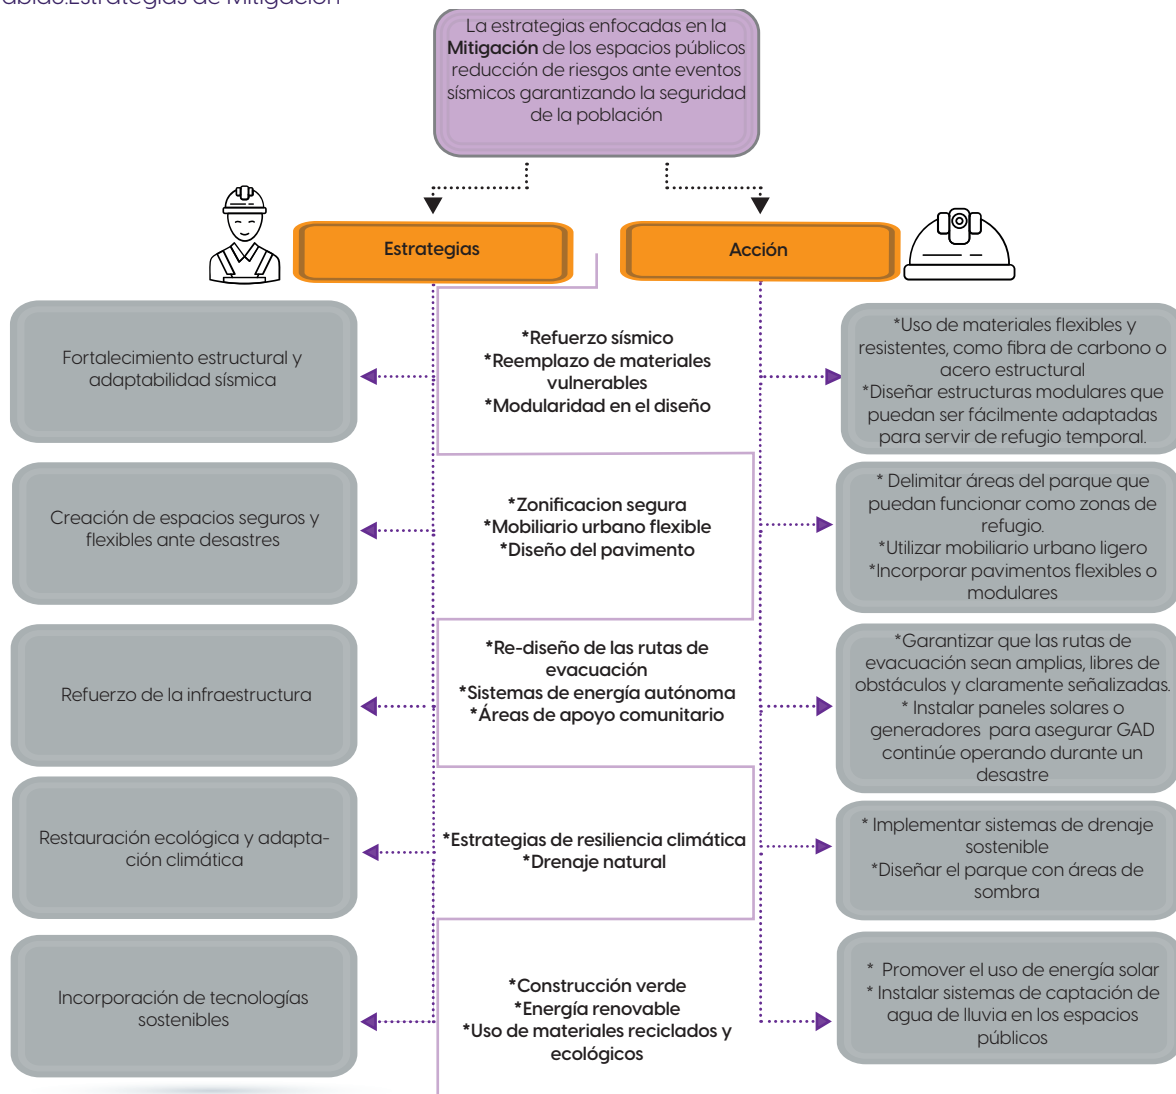 Estrategias de Mitigación
La estrategias enfocadas en la
Mitigación de los espacios públicos
reducción de riesgos ante eventos
sísmicos garantizando la seguridad
de la población
Estrategias
Acción
Fortalecimiento estructural y
adaptabilidad sísmica
*Refuerzo sísmico
*Reemplazo de materiales
vulnerables
*Modularidad en el diseño
*Uso de materiales flexibles y
resistentes, como fibra de carbono o
acero estructural
*Diseñar estructuras modulares que
puedan ser fácilmente adaptadas
para servir de refugio temporal.
Creación de espacios seguros y
flexibles ante desastres
*Zonificacion segura
*Mobiliario urbano flexible
*Diseño del pavimento
* Delimitar áreas del parque que
puedan funcionar como zonas de
refugio.
*Utilizar mobiliario urbano ligero
*Incorporar pavimentos flexibles o
modulares
Refuerzo de la infraestructura
*Re-diseño de las rutas de
evacuación
*Sistemas de energía autónoma
*Áreas de apoyo comunitario
*Garantizar que las rutas de
evacuación sean amplias, libres de
obstáculos y claramente señalizadas.
* Instalar paneles solares o
generadores para asegurar GAD
continúe operando durante un
desastre
Restauración ecológica y adapta-
ción climática
*Estrategias de resiliencia climática
*Drenaje natural
* Implementar sistemas de drenaje
sostenible
*Diseñar el parque con áreas de
sombra
Incorporación de tecnologías
sostenibles
*Construcción verde
*Energía renovable
*Uso de materiales reciclados y
ecológicos
* Promover el uso de energía solar
* Instalar sistemas de captación de
agua de lluvia en los espacios
públicos